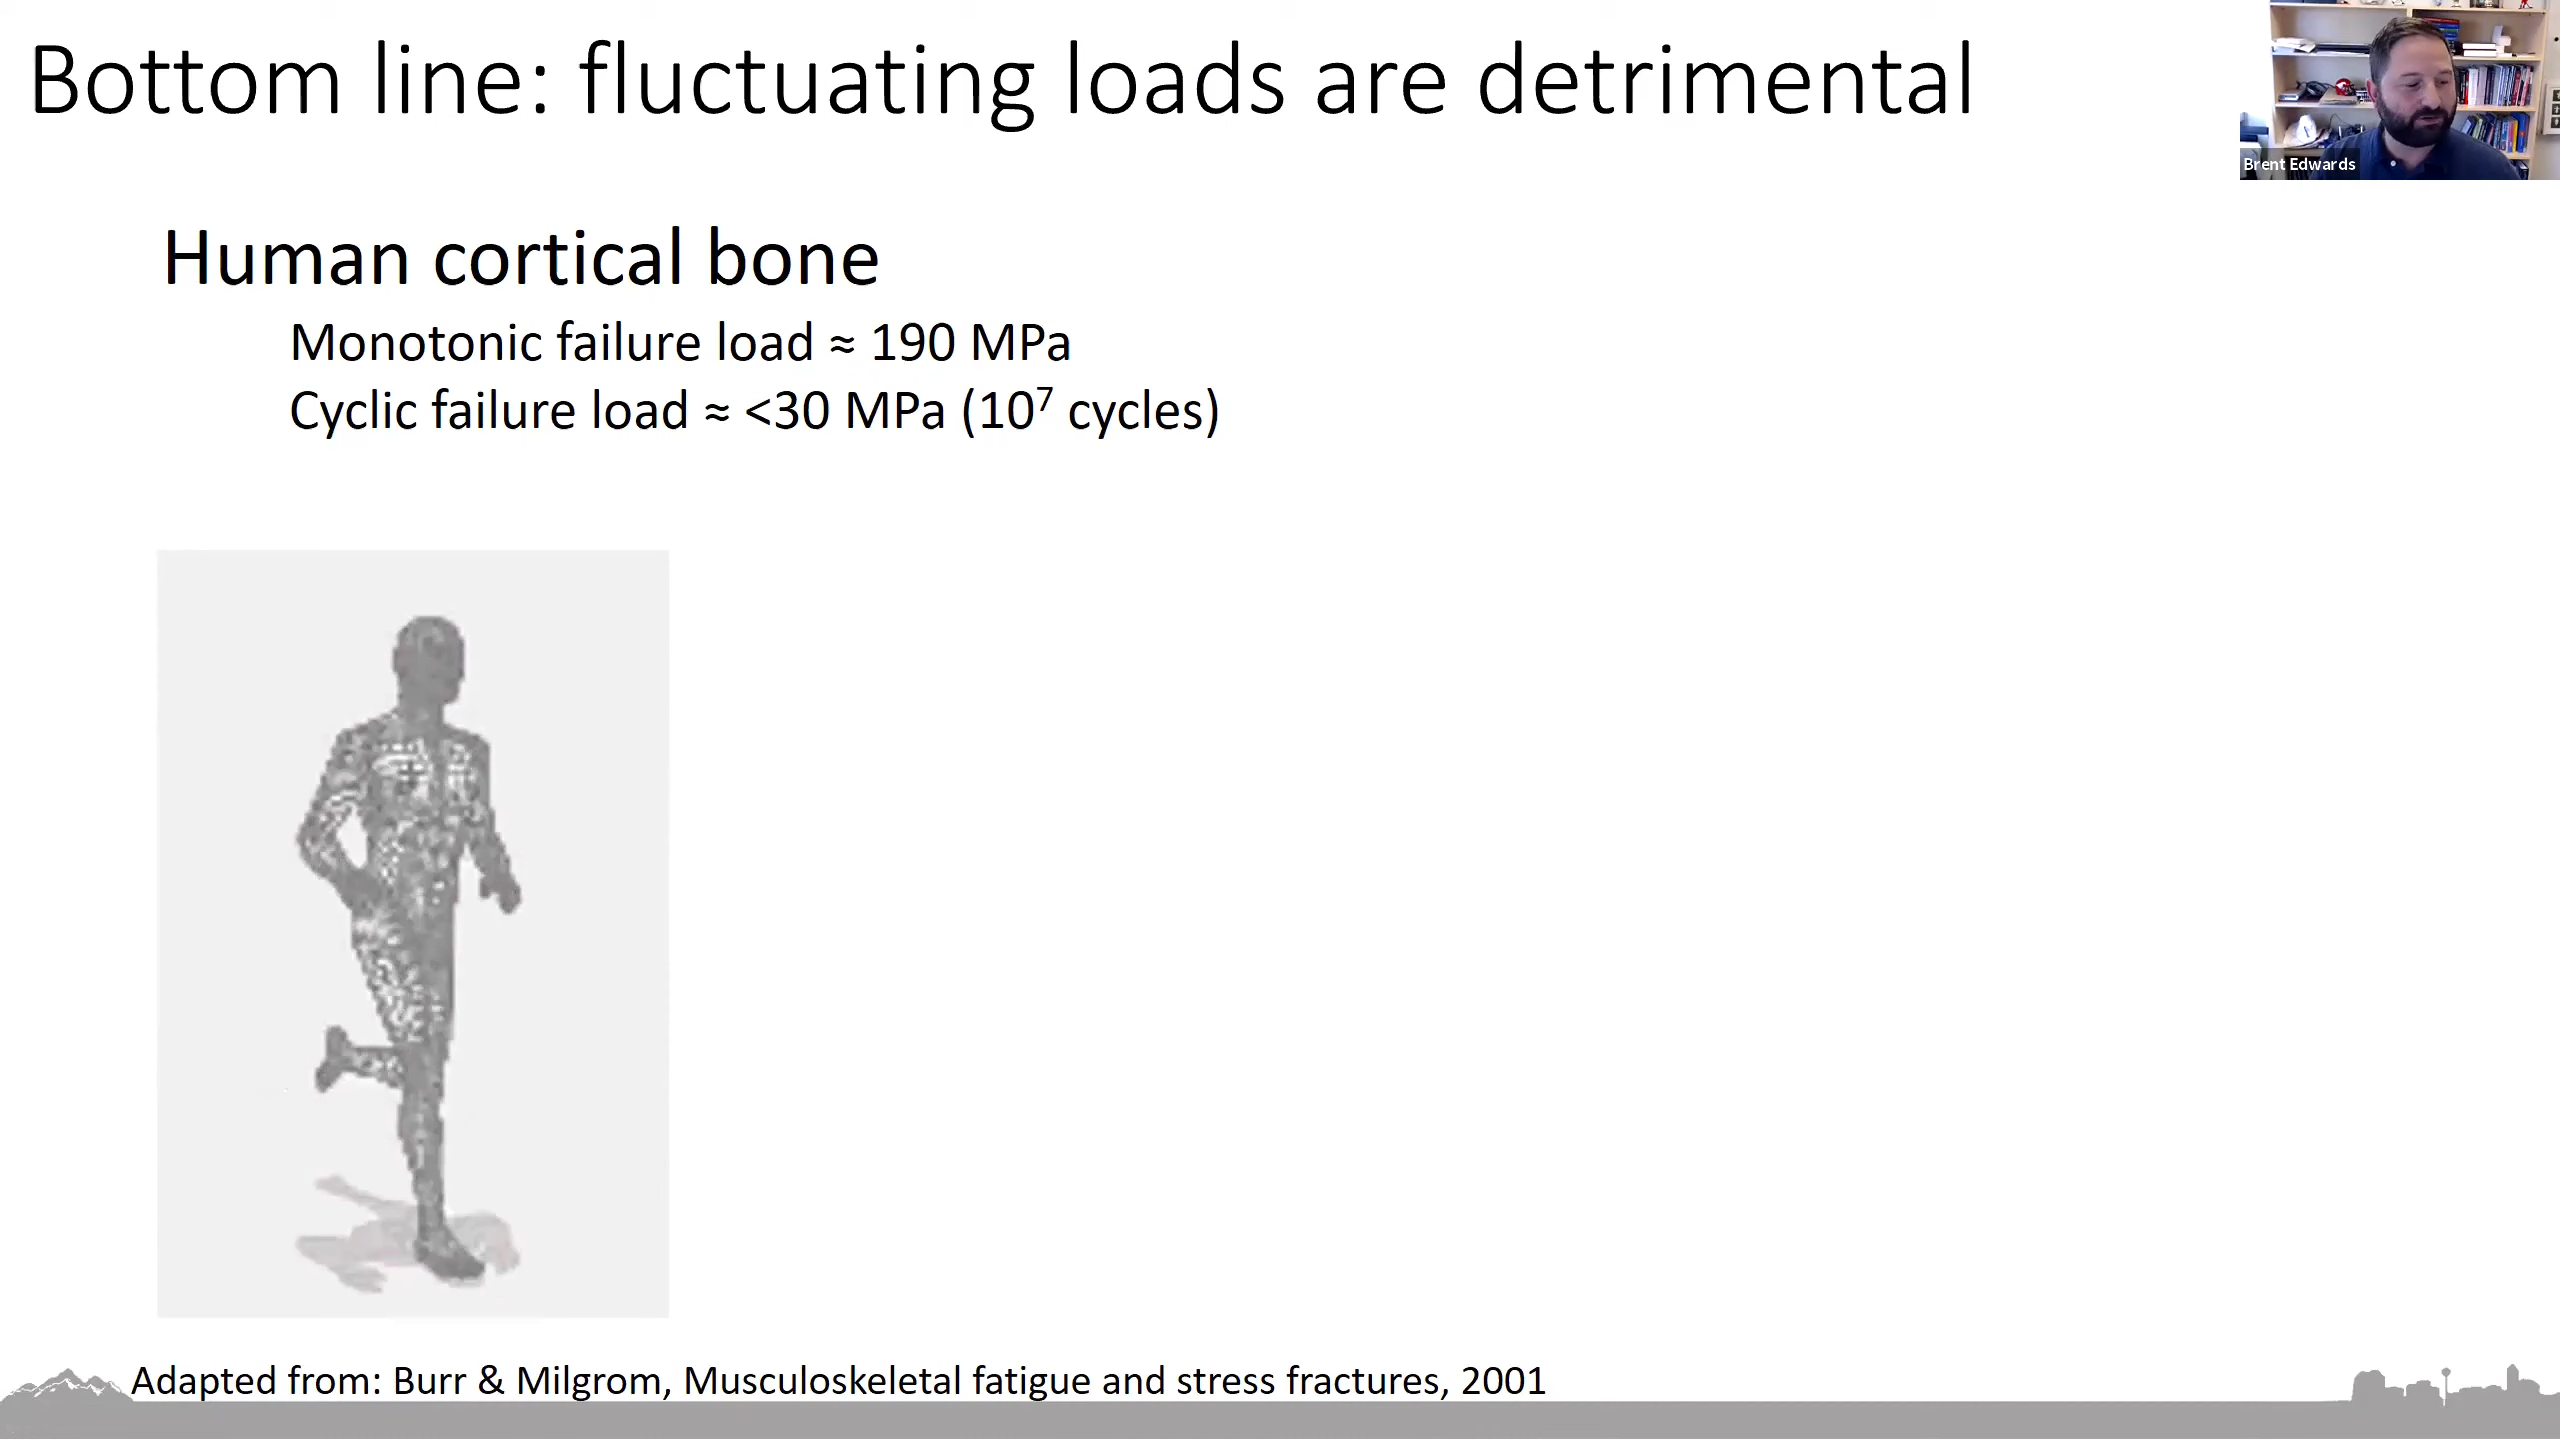 Bottom line: fluctuating loads are detrimental
Brent Edwards
Human cortical bone
Monotonic failure load ≈ 190 MPa
Cyclic failure load ≈ <30 MPa (10⁷ cycles)
Adapted from: Burr & Milgrom, Musculoskeletal fatigue and stress fractures, 2001